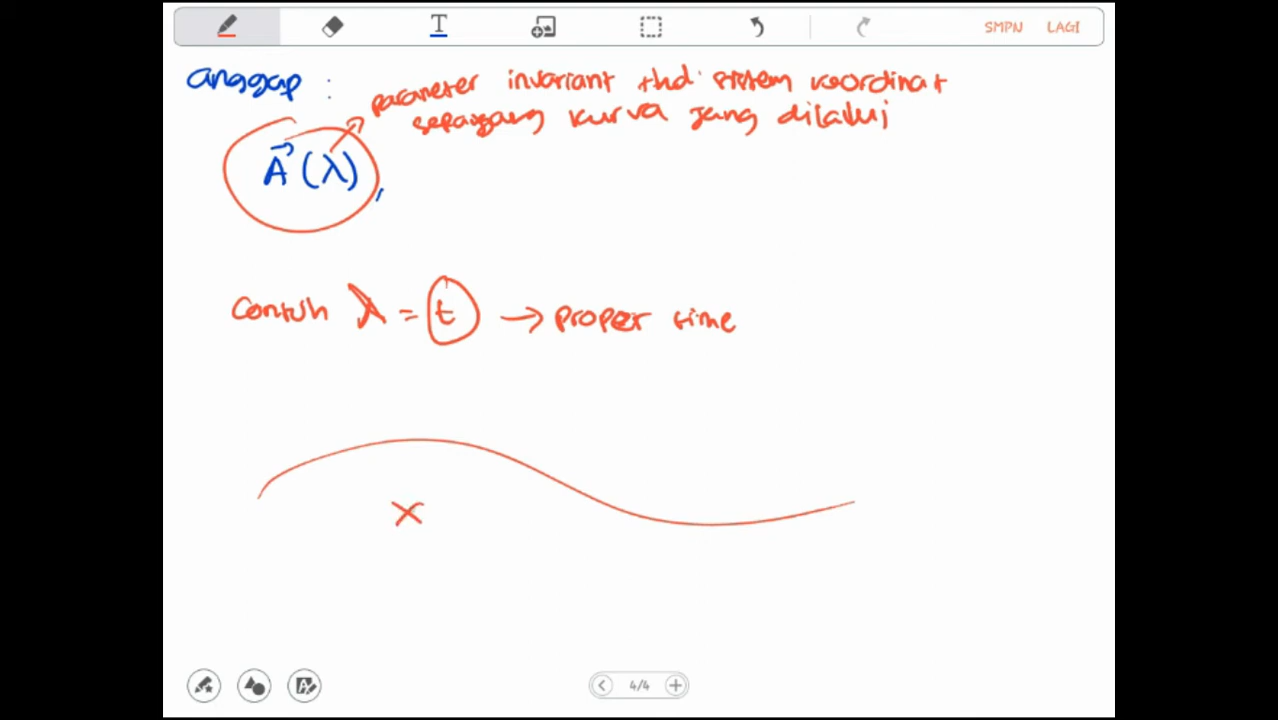 T SMPN LAGI
anggap :
parameter invariant thd. sistem koordinat
sepanjang kurva yang dilalui
A⃗ (λ),
Contoh λ = t → proper time
×
4/4